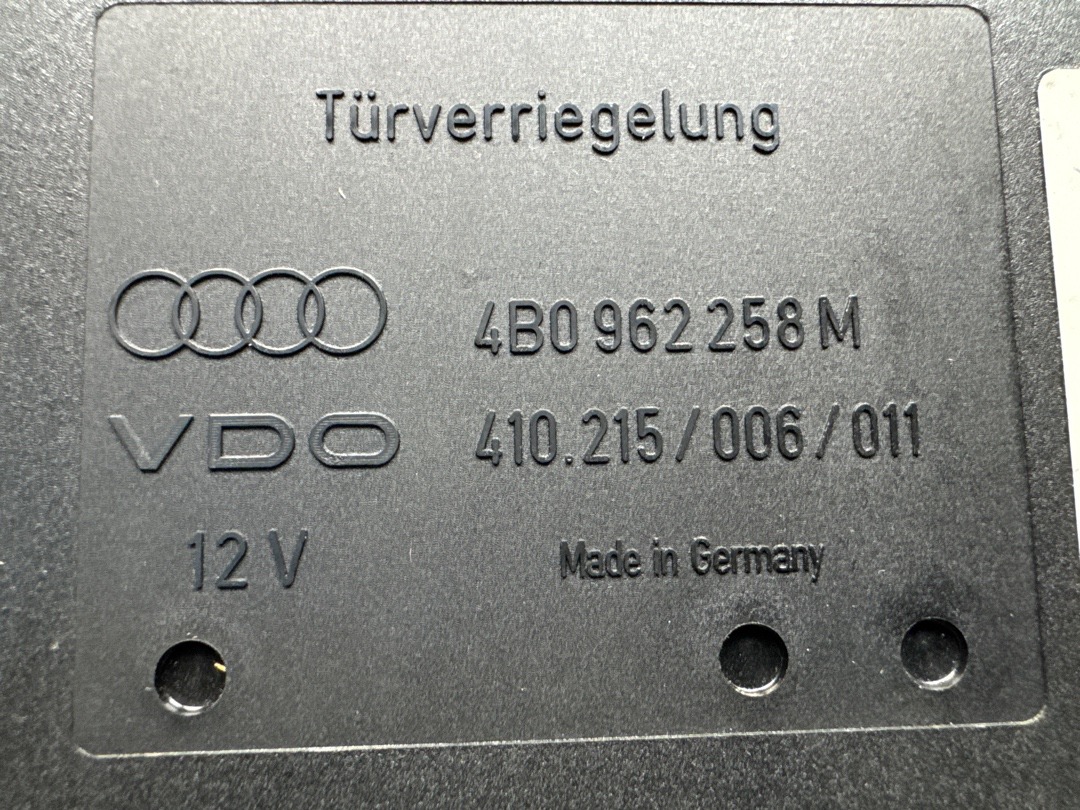 Türverriegelung
4B0 962 258 M
VDO 410.215/006/011
12 V Made in Germany